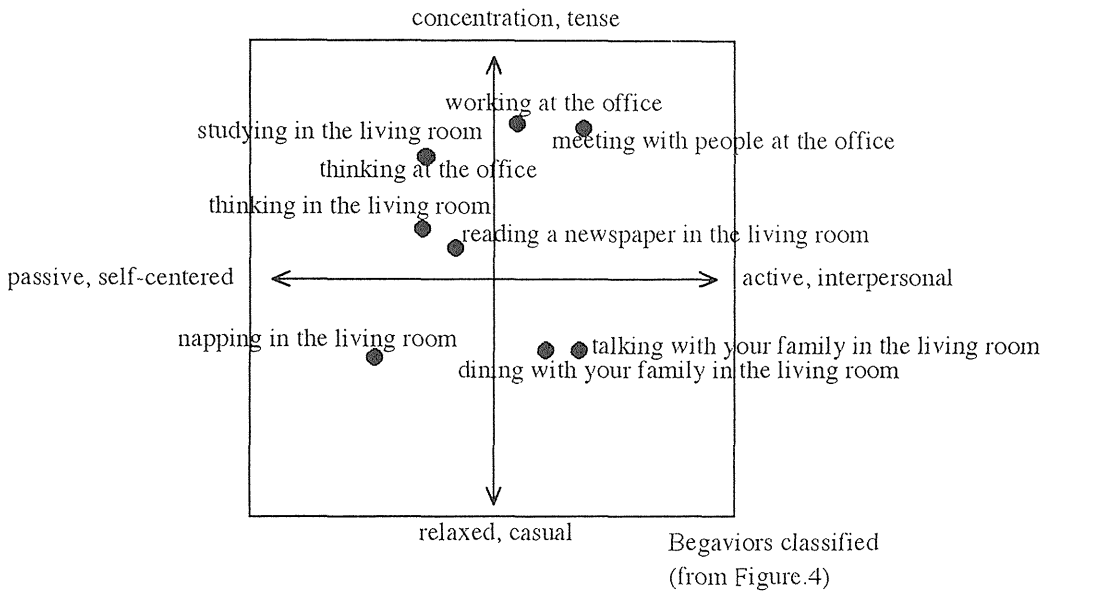 concentration, tense
working at the office
studying in the living room
meeting with people at the office
thinking at the office
thinking in the living room
reading a newspaper in the living room
passive, self-centered
active, interpersonal
napping in the living room
talking with your family in the living room
dining with your family in the living room
relaxed, casual
Begaviors classified
(from Figure.4)